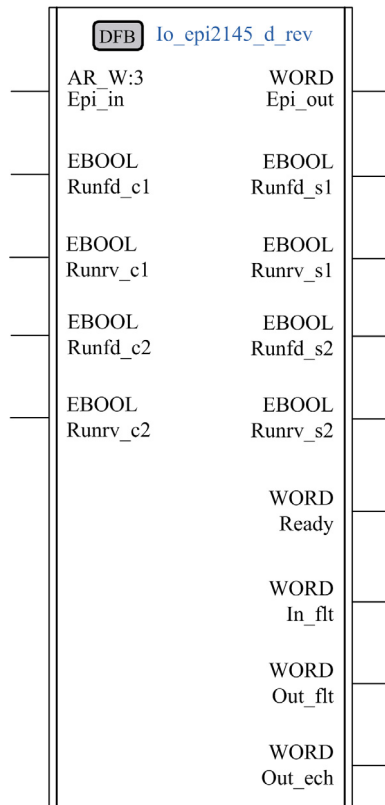 DFB Io_epi2145_d_rev
AR_W:3 WORD
Epi_in Epi_out
EBOOL EBOOL
Runfd_c1 Runfd_s1
EBOOL EBOOL
Runrv_c1 Runrv_s1
EBOOL EBOOL
Runfd_c2 Runfd_s2
EBOOL EBOOL
Runrv_c2 Runrv_s2
WORD
Ready
WORD
In_flt
WORD
Out_flt
WORD
Out_ech